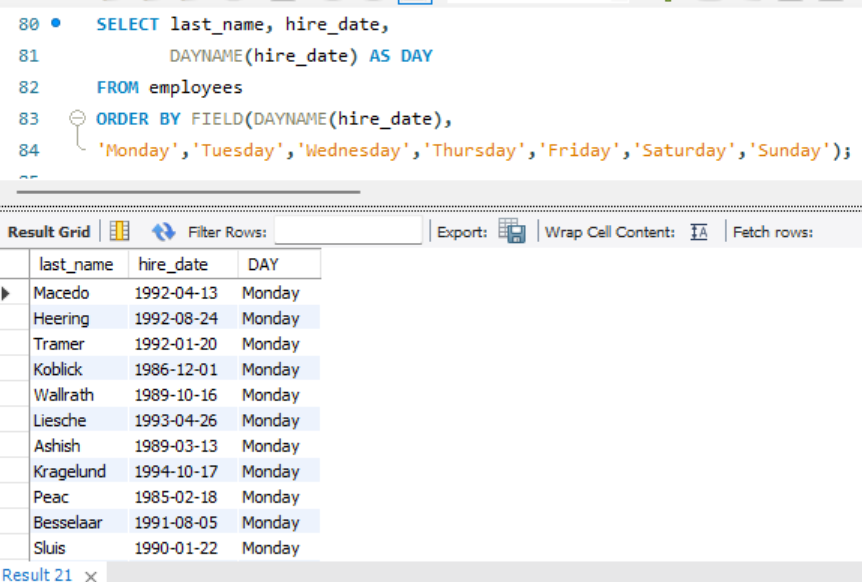 80 SELECT last_name, hire_date,
81 DAYNAME(hire_date) AS DAY
82 FROM employees
83 ORDER BY FIELD(DAYNAME(hire_date),
84 'Monday','Tuesday','Wednesday','Thursday','Friday','Saturday','Sunday');
Result Grid Filter Rows: Export: Wrap Cell Content: IA Fetch rows:
last_name hire_date DAY
Macedo 1992-04-13 Monday
Heering 1992-08-24 Monday
Tramer 1992-01-20 Monday
Koblick 1986-12-01 Monday
Wallrath 1989-10-16 Monday
Liesche 1993-04-26 Monday
Ashish 1989-03-13 Monday
Kragelund 1994-10-17 Monday
Peac 1985-02-18 Monday
Besselaar 1991-08-05 Monday
Sluis 1990-01-22 Monday
Result 21